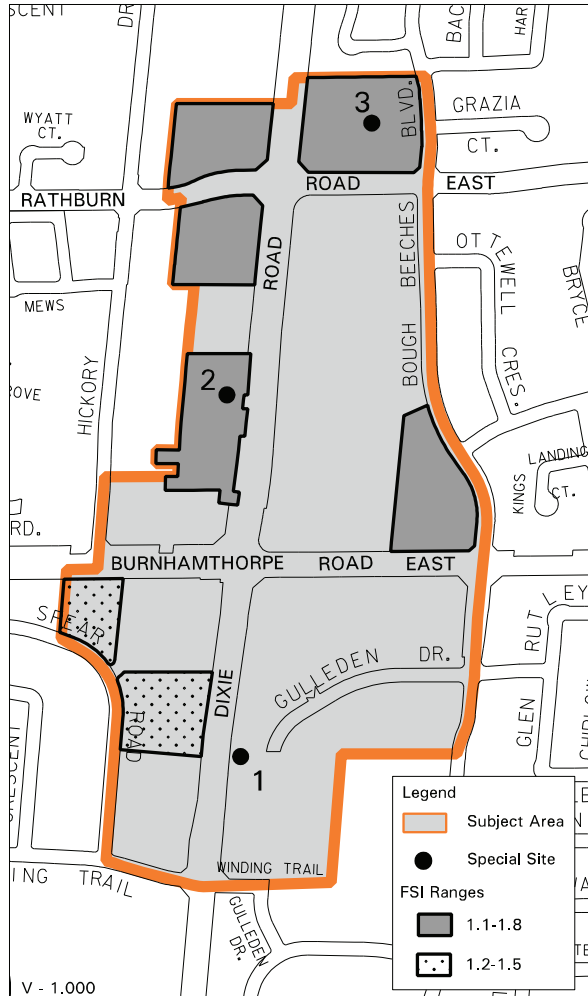 SCENT
DR.
BAC
HAR
WYATT
CT.
3
BLVD.
GRAZIA
CT.
RATHBURN
ROAD
EAST
MEWS
ROAD
BEECHES
OTTEWELL
CRES.
BRYCE
HICKORY
2
BOUGH
ROVE
KINGS
LANDING
CT.
RD.
BURNHAMTHORPE ROAD EAST
SPEAR
ROAD
DIXIE
GULLEDEN DR.
RUTLEY
GLEN
CHIRLOW
1
CRESCENT
WINDING TRAIL
ING TRAIL
GULLEDEN
DR.
Legend
Subject Area
Special Site
FSI Ranges
1.1-1.8
1.2-1.5
V - 1.000